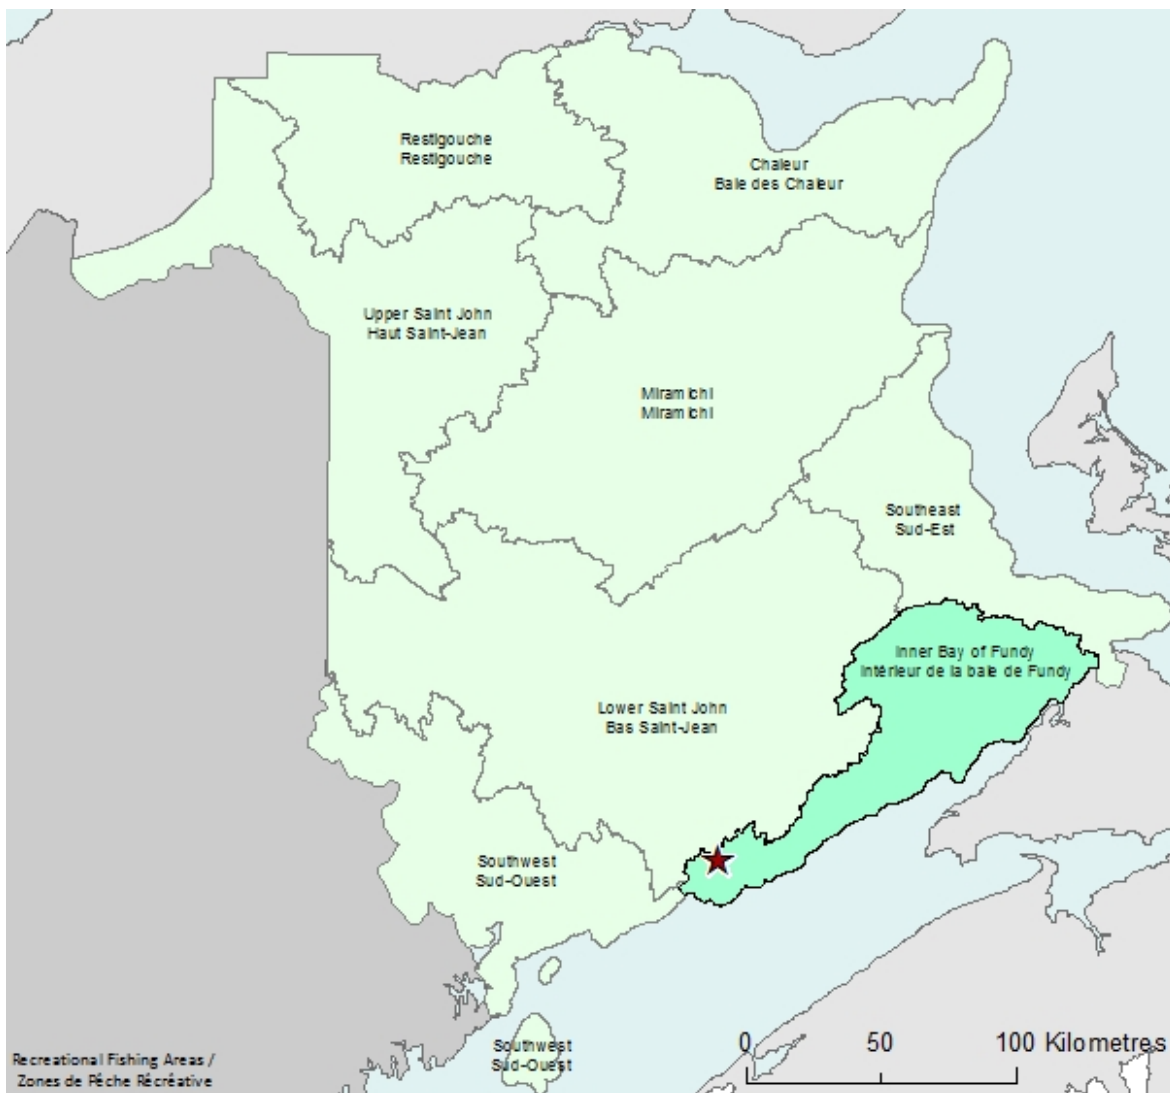 Restigouche
Restigouche
Chaleur
Baie des Chaleur
Upper Saint John
Haut Saint-Jean
Miramichi
Miramichi
Southeast
Sud-Est
Inner Bay of Fundy
Intérieur de la baie de Fundy
Lower Saint John
Bas Saint-Jean
Southwest
Sud-Ouest
Southwest
Sud-Ouest
0 50 100 Kilometres
Recreational Fishing Areas /
Zones de Pêche Récréative